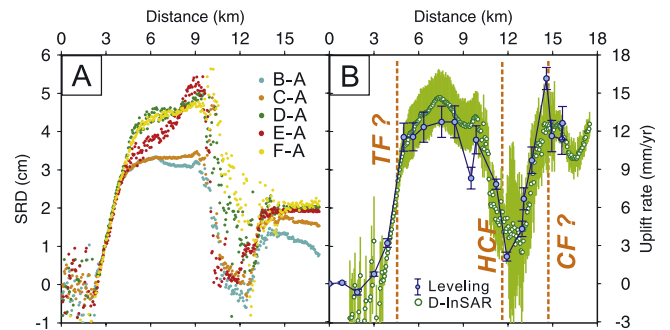 Distance (km)
0 3 6 9 12 15
Distance (km)
0 3 6 9 12 15 18
A
B-A
C-A
D-A
E-A
F-A
SRD (cm)
6
5
4
3
2
1
0
-1
B
TF ?
HCF
CF ?
Leveling
D-InSAR
18
15
12
9
6
3
0
-3
Uplift rate (mm/yr)